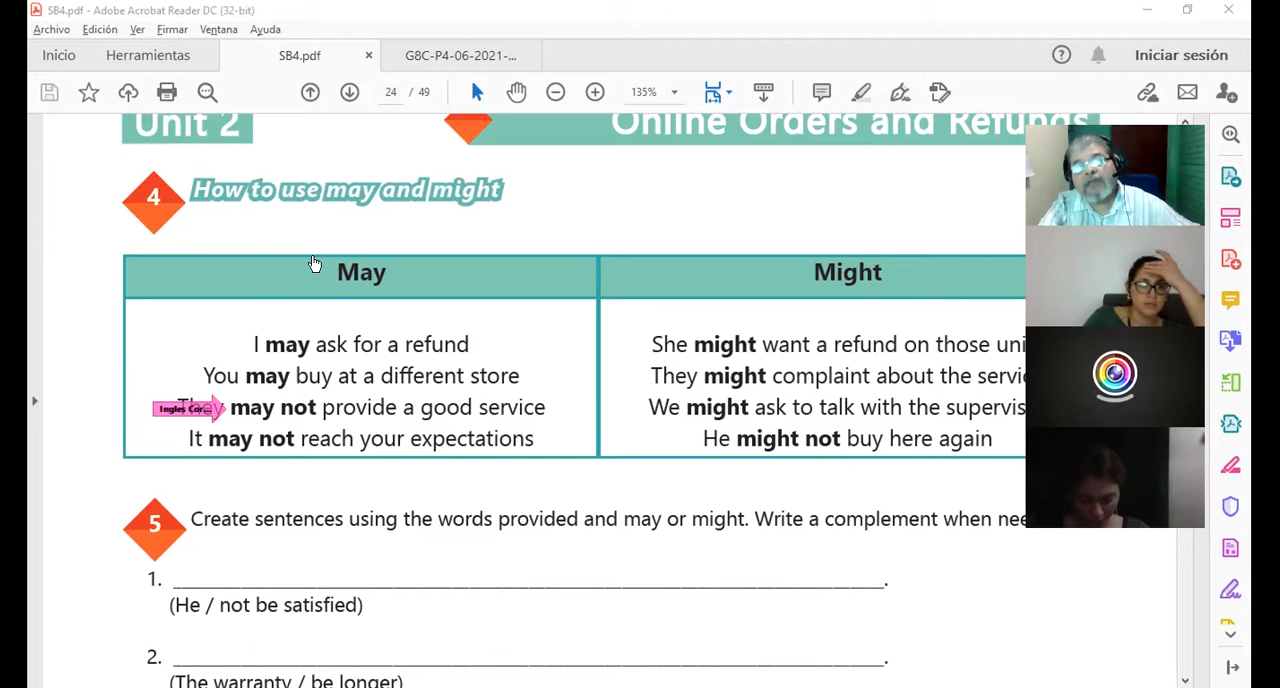 SB4.pdf - Adobe Acrobat Reader DC (32-bit)
Archivo Edición Ver Firmar Ventana Ayuda
Inicio Herramientas SB4.pdf × G8C-P4-06-2021-... Iniciar sesión
24 / 49 135%
Unit 2 Online Orders and Refunds
4 How to use may and might
May Might
I may ask for a refund She might want a refund on those uni
You may buy at a different store They might complaint about the servic
They may not provide a good service We might ask to talk with the supervis
Ingles Cor...
It may not reach your expectations He might not buy here again
5 Create sentences using the words provided and may or might. Write a complement when nee
1. ______________________________.
(He / not be satisfied)
2. ______________________________.
(The warranty / be longer)